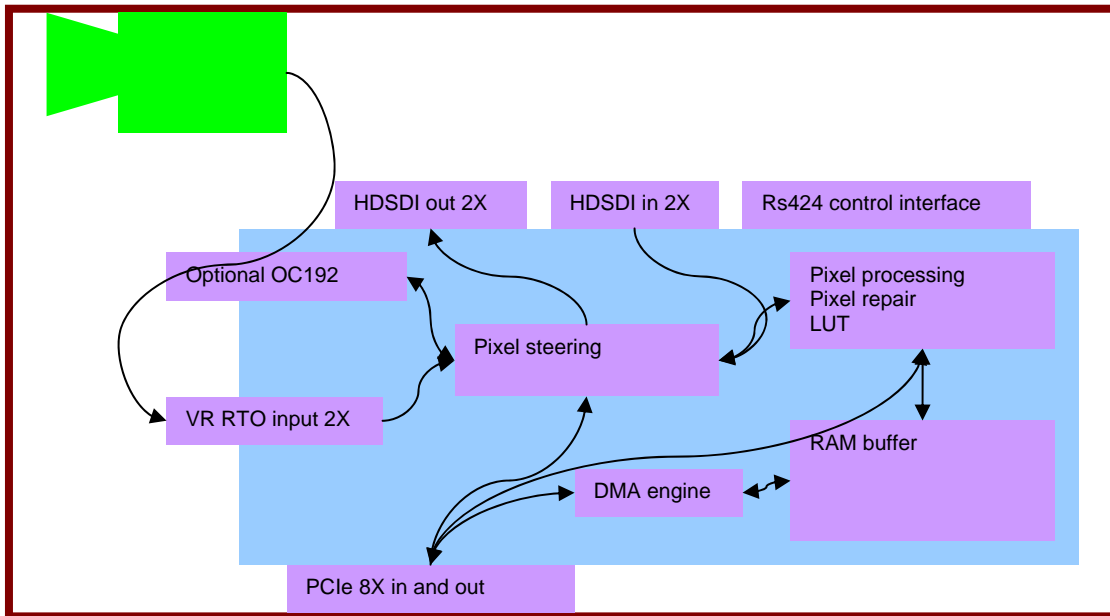 HDSDI out 2X
HDSDI in 2X
Rs424 control interface
Optional OC192
Pixel processing
Pixel repair
LUT
Pixel steering
VR RTO input 2X
RAM buffer
DMA engine
PCIe 8X in and out